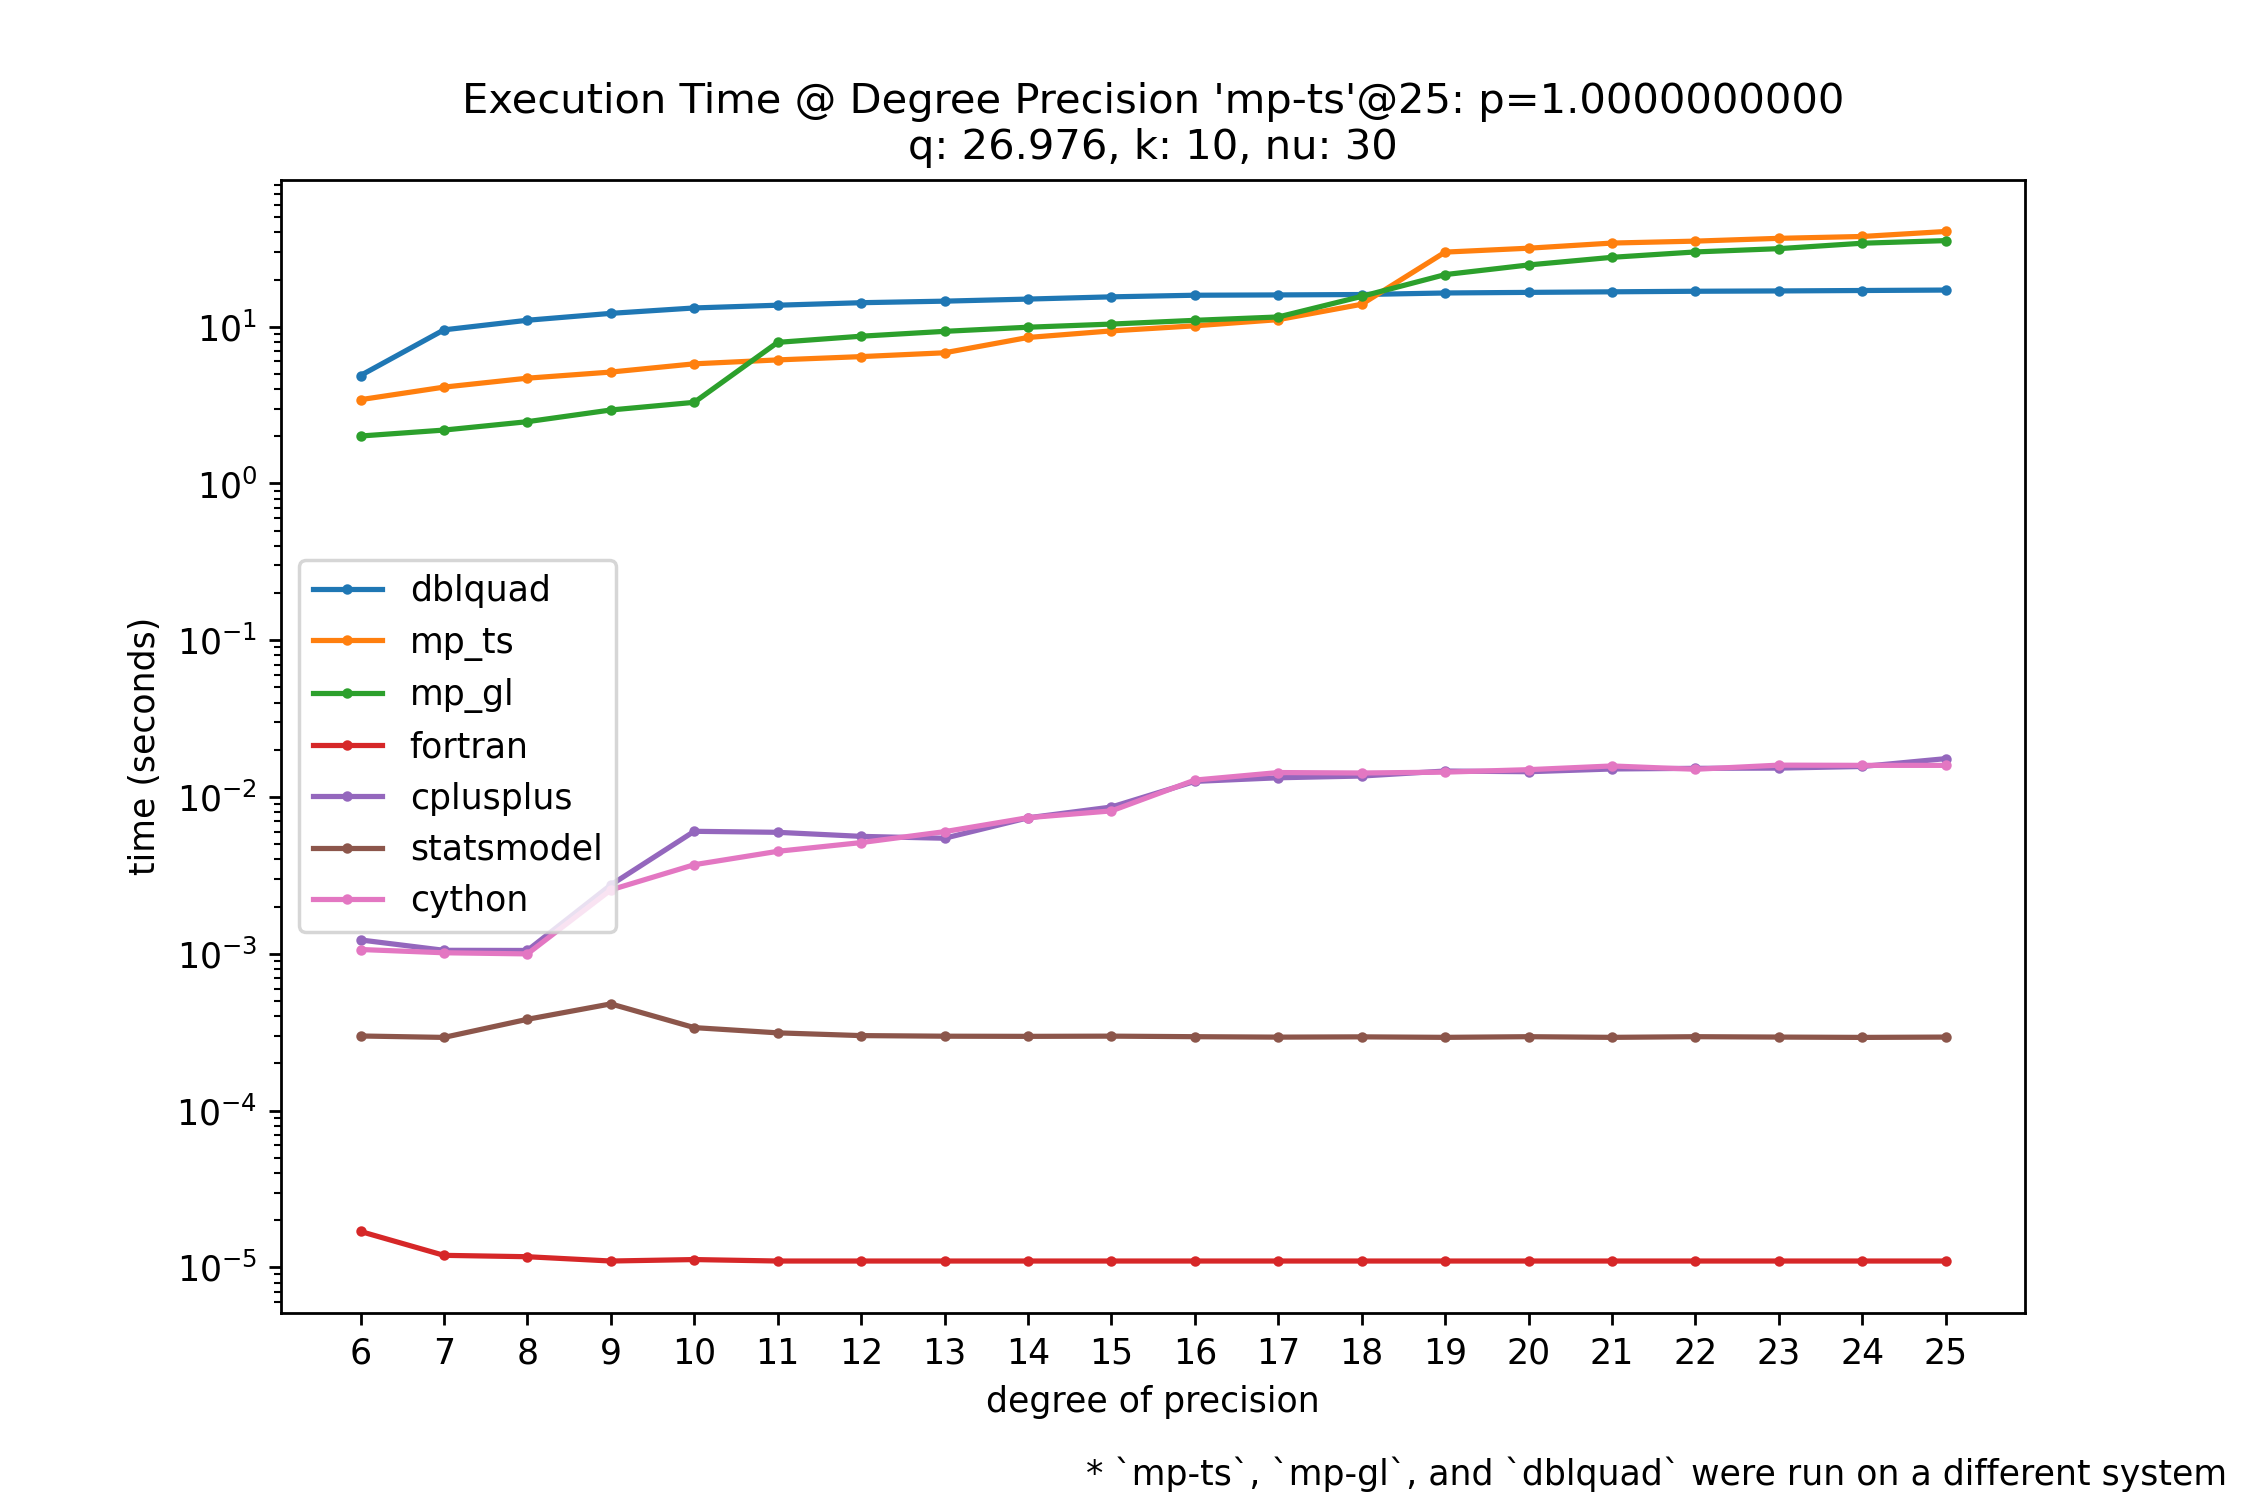 Execution Time @ Degree Precision 'mp-ts'@25: p=1.0000000000
q: 26.976, k: 10, nu: 30
time (seconds)
10^1
10^0
10^−1
10^−2
10^−3
10^−4
10^−5
dblquad
mp_ts
mp_gl
fortran
cplusplus
statsmodel
cython
6 7 8 9 10 11 12 13 14 15 16 17 18 19 20 21 22 23 24 25
degree of precision
* `mp-ts`, `mp-gl`, and `dblquad` were run on a different system